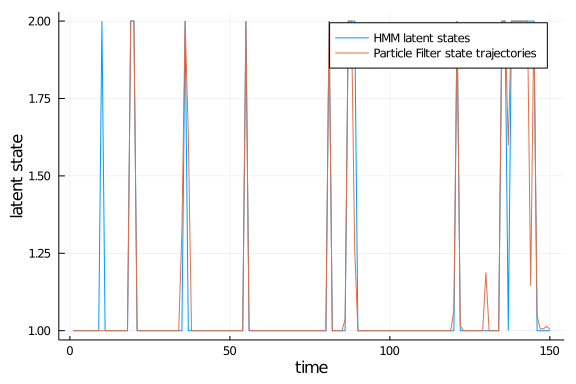 2.00
1.75
1.50
1.25
1.00
latent state
HMM latent states
Particle Filter state trajectories
0
50
100
150
time